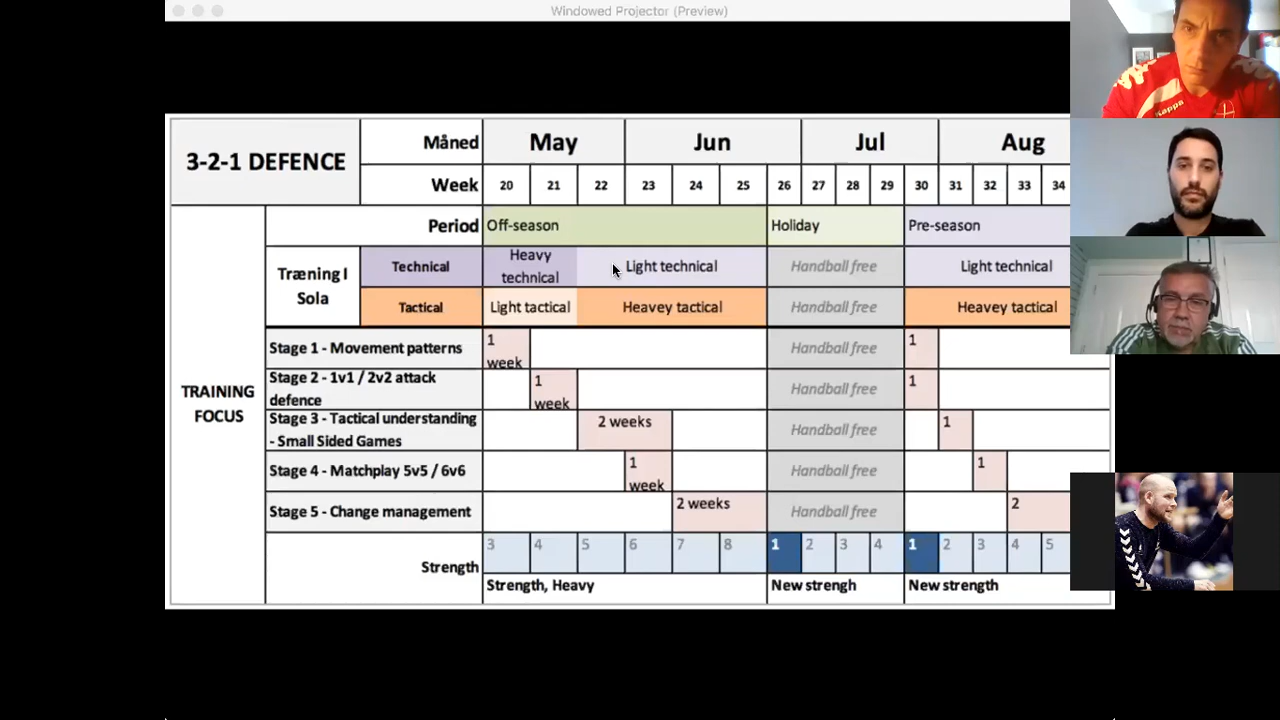 Windowed Projector (Preview)
3-2-1 DEFENCE
Måned
May
Jun
Jul
Aug
Week
20
21
22
23
24
25
26
27
28
29
30
31
32
33
34
Period
Off-season
Holiday
Pre-season
Træning I
Sola
Technical
Heavy
technical
Light technical
Handball free
Light technical
Tactical
Light tactical
Heavey tactical
Handball free
Heavey tactical
TRAINING
FOCUS
Stage 1 - Movement patterns
1
week
Handball free
1
Stage 2 - 1v1 / 2v2 attack
defence
1
week
Handball free
1
Stage 3 - Tactical understanding
- Small Sided Games
2 weeks
Handball free
1
Stage 4 - Matchplay 5v5 / 6v6
1
week
Handball free
1
Stage 5 - Change management
2 weeks
Handball free
2
Strength
3
4
5
6
7
8
1
2
3
4
1
2
3
4
5
Strength, Heavy
New strengh
New strength
Kappa